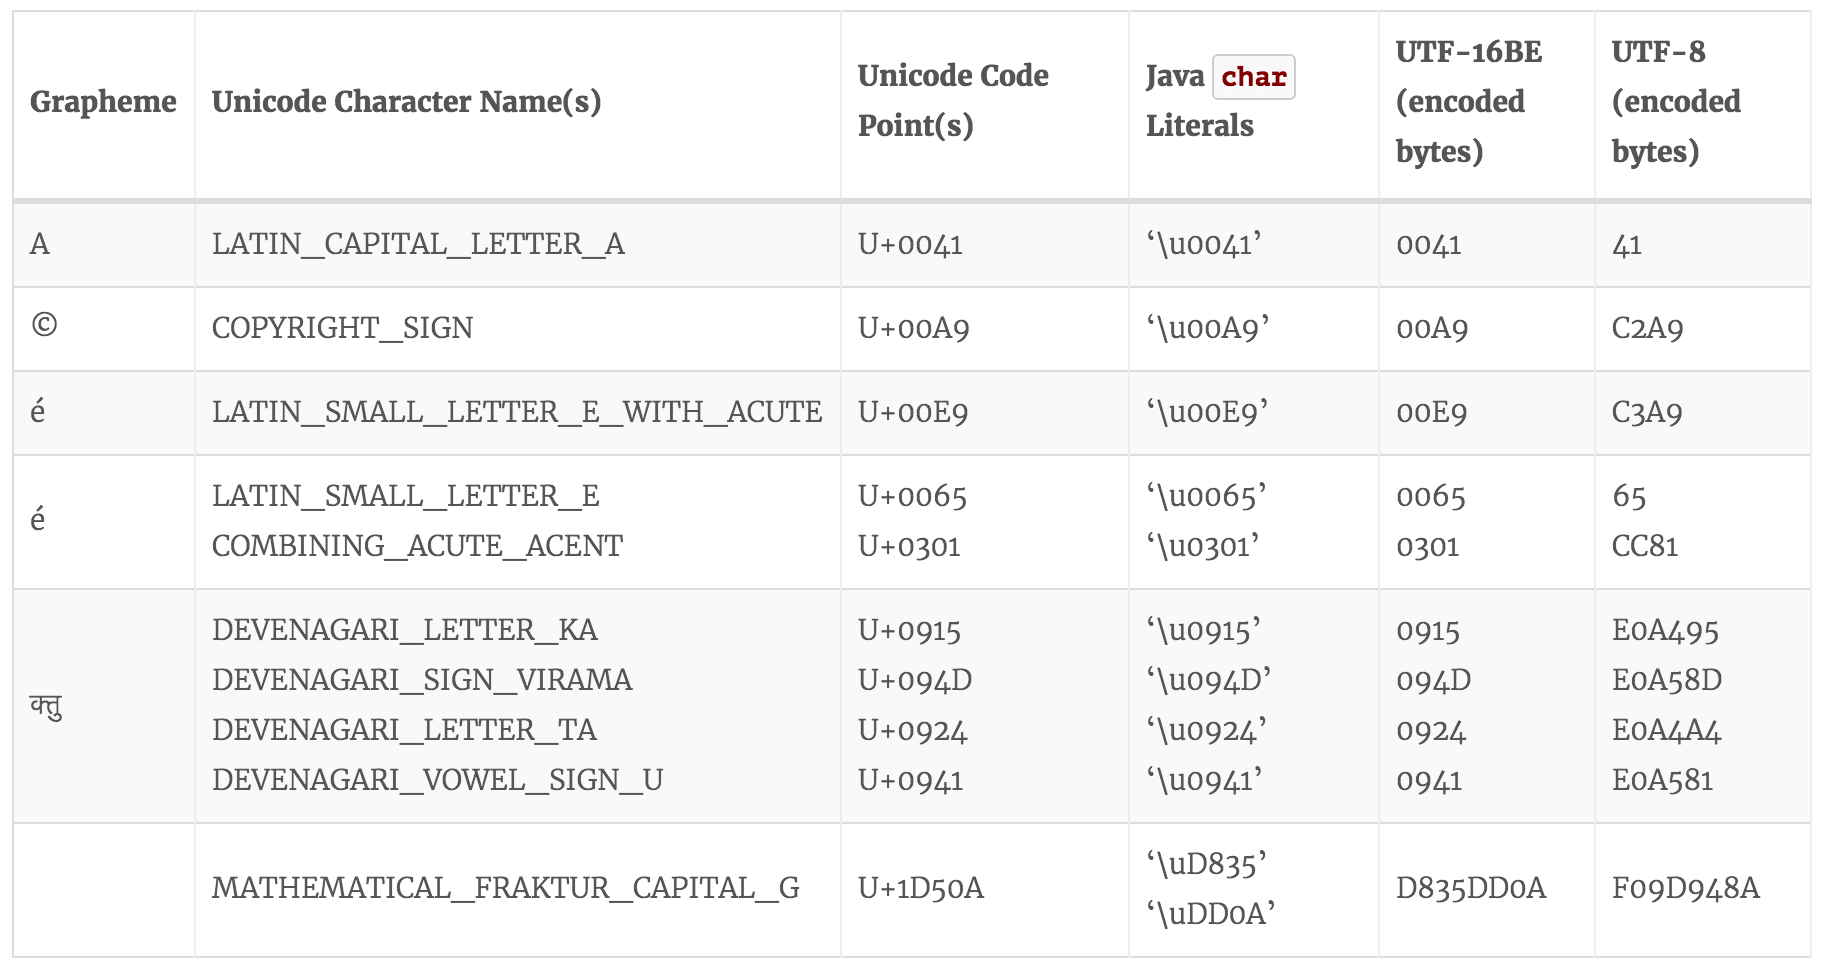 Grapheme Unicode Character Name(s) Unicode Code Point(s) Java char Literals UTF-16BE (encoded bytes) UTF-8 (encoded bytes)
A LATIN_CAPITAL_LETTER_A U+0041 ‘\u0041’ 0041 41
© COPYRIGHT_SIGN U+00A9 ‘\u00A9’ 00A9 C2A9
é LATIN_SMALL_LETTER_E_WITH_ACUTE U+00E9 ‘\u00E9’ 00E9 C3A9
é LATIN_SMALL_LETTER_E U+0065 ‘\u0065’ 0065 65
COMBINING_ACUTE_ACENT U+0301 ‘\u0301’ 0301 CC81
क्तु DEVENAGARI_LETTER_KA U+0915 ‘\u0915’ 0915 E0A495
DEVENAGARI_SIGN_VIRAMA U+094D ‘\u094D’ 094D E0A58D
DEVENAGARI_LETTER_TA U+0924 ‘\u0924’ 0924 E0A4A4
DEVENAGARI_VOWEL_SIGN_U U+0941 ‘\u0941’ 0941 E0A581
MATHEMATICAL_FRAKTUR_CAPITAL_G U+1D50A ‘\uD835’ ‘\uDD0A’ D835DD0A F09D948A